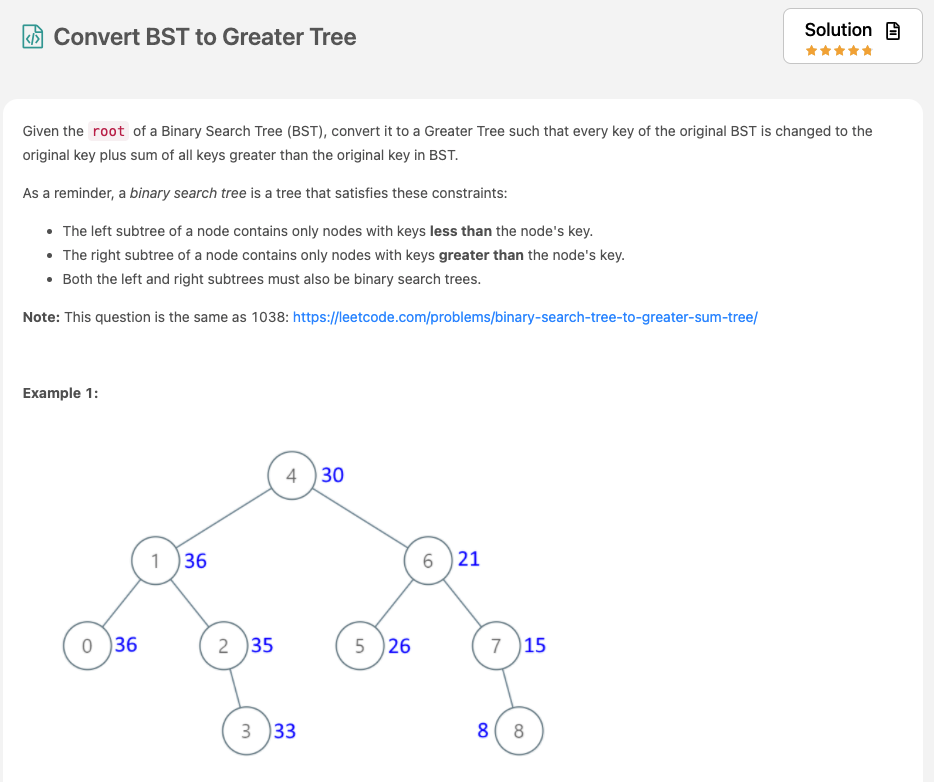 Convert BST to Greater Tree
Solution
Given the root of a Binary Search Tree (BST), convert it to a Greater Tree such that every key of the original BST is changed to the
original key plus sum of all keys greater than the original key in BST.
As a reminder, a binary search tree is a tree that satisfies these constraints:
• The left subtree of a node contains only nodes with keys less than the node's key.
• The right subtree of a node contains only nodes with keys greater than the node's key.
• Both the left and right subtrees must also be binary search trees.
Note: This question is the same as 1038: https://leetcode.com/problems/binary-search-tree-to-greater-sum-tree/
Example 1:
4 30
1 36 6 21
0 36 2 35 5 26 7 15
3 33 8 8